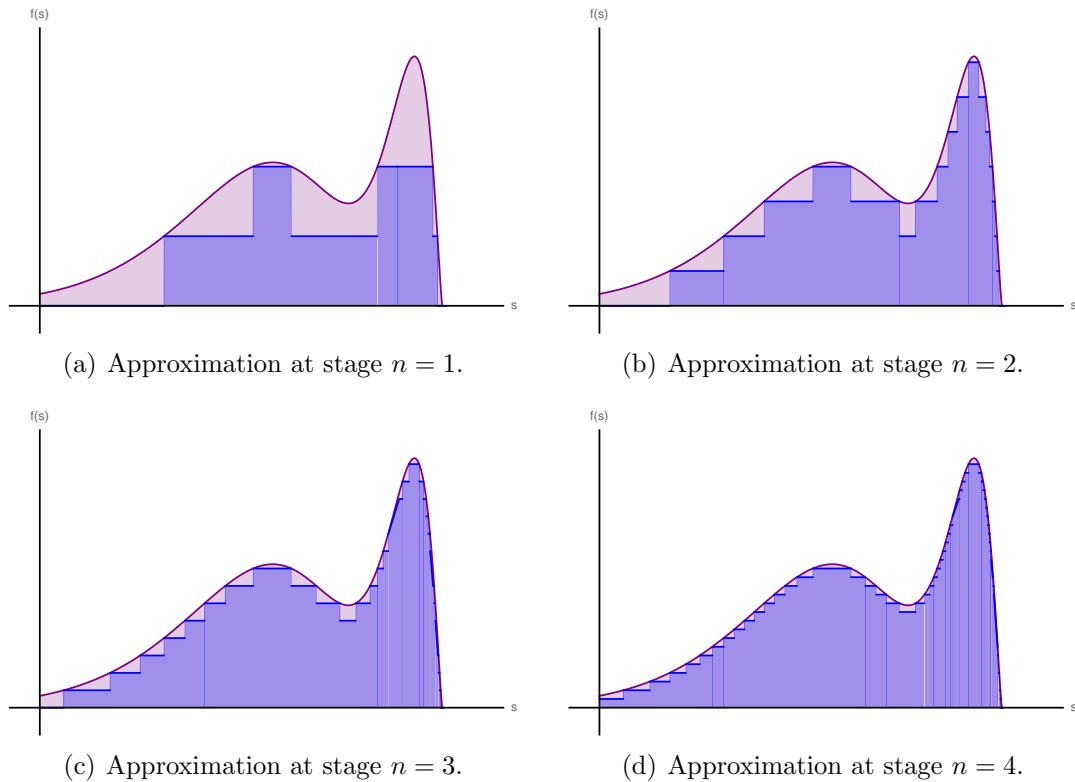 f(s)
f(s)
s
s
(a) Approximation at stage n = 1.
(b) Approximation at stage n = 2.
f(s)
f(s)
s
s
(c) Approximation at stage n = 3.
(d) Approximation at stage n = 4.